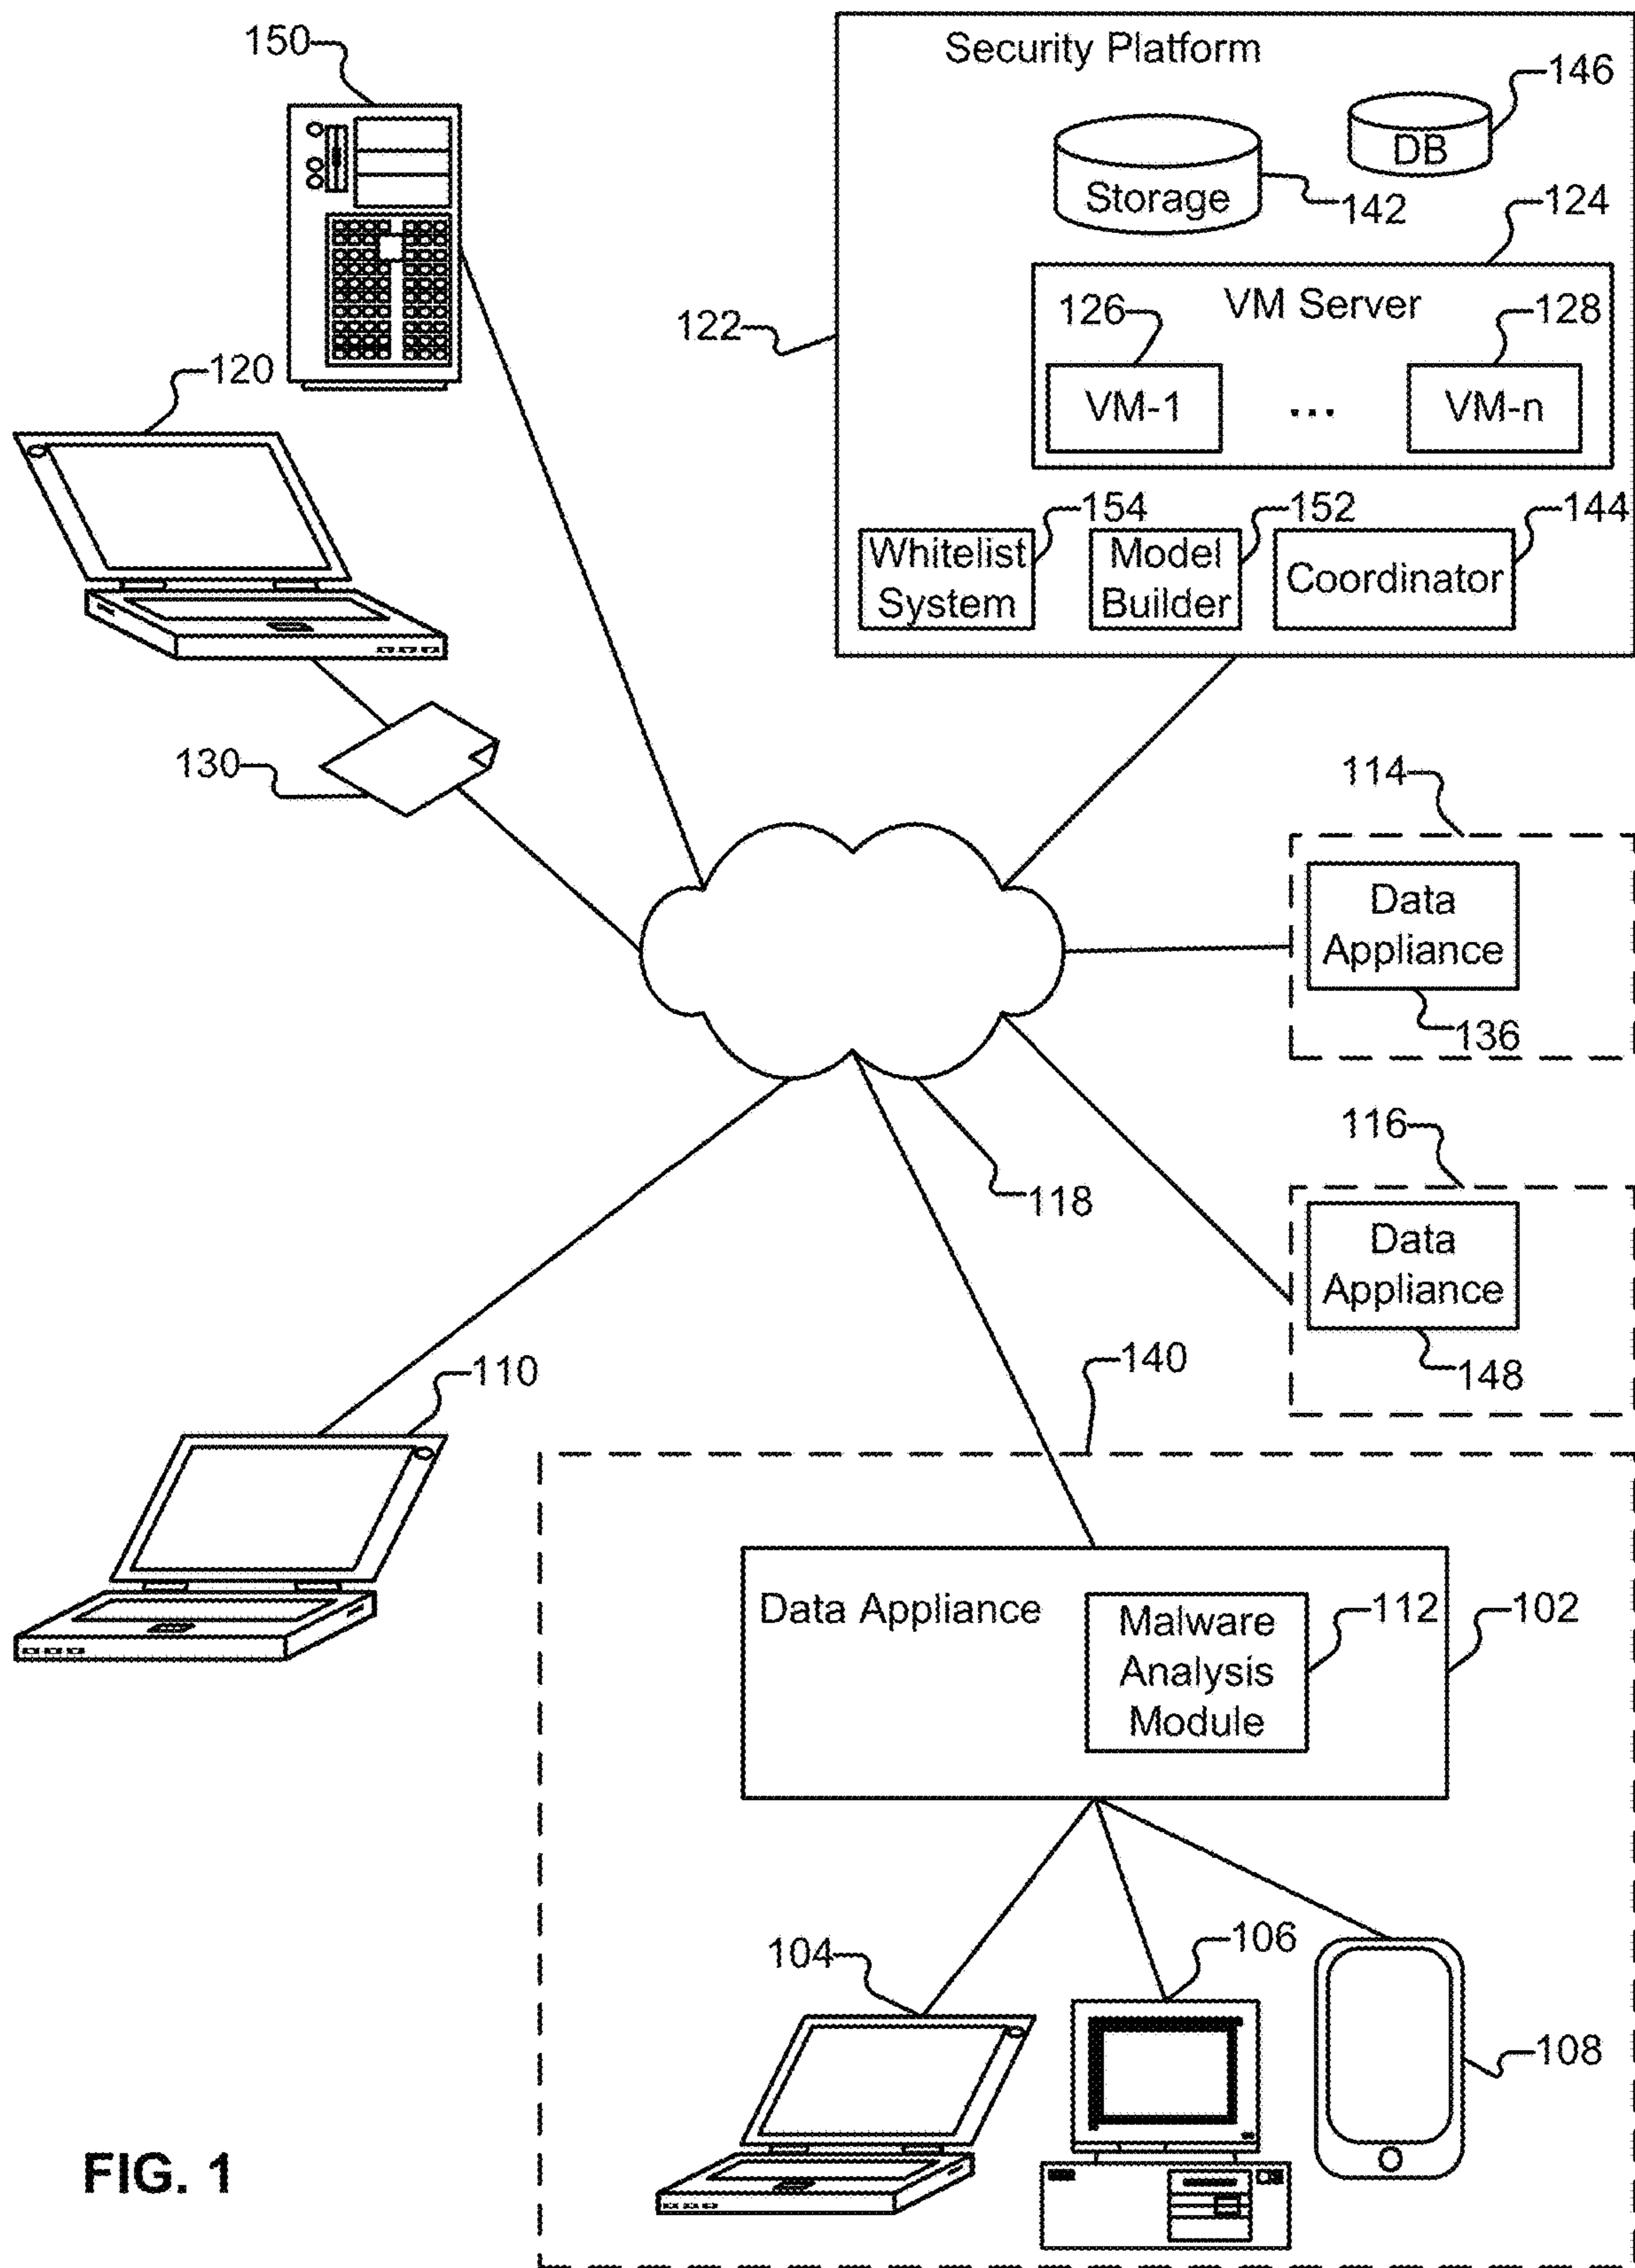 150
Security Platform
146
DB
Storage
142
124
VM Server
126
128
122
VM-1
...
VM-n
120
154
152
144
Whitelist
System
Model
Builder
Coordinator
130
114
Data
Appliance
136
118
116
Data
Appliance
148
140
110
Data Appliance
Malware
Analysis
Module
112
102
104
106
108
FIG. 1